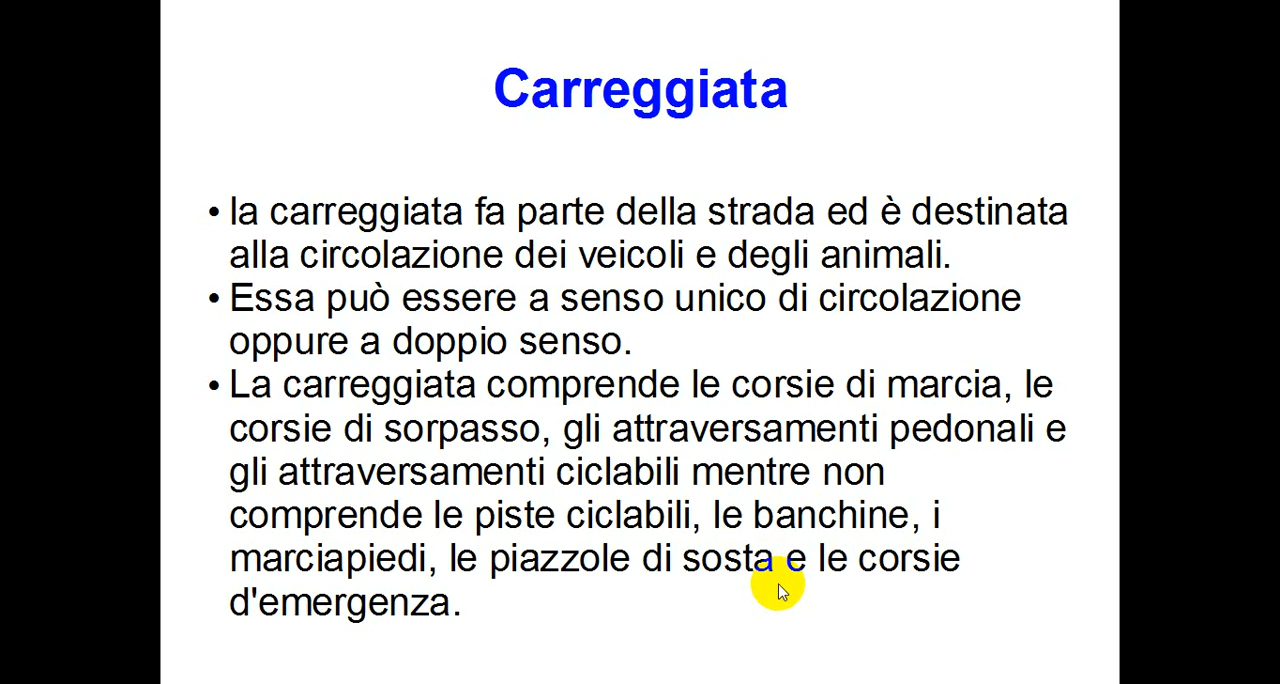 Carreggiata
• la carreggiata fa parte della strada ed è destinata
alla circolazione dei veicoli e degli animali.
• Essa può essere a senso unico di circolazione
oppure a doppio senso.
• La carreggiata comprende le corsie di marcia, le
corsie di sorpasso, gli attraversamenti pedonali e
gli attraversamenti ciclabili mentre non
comprende le piste ciclabili, le banchine, i
marciapiedi, le piazzole di sosta e le corsie
d'emergenza.